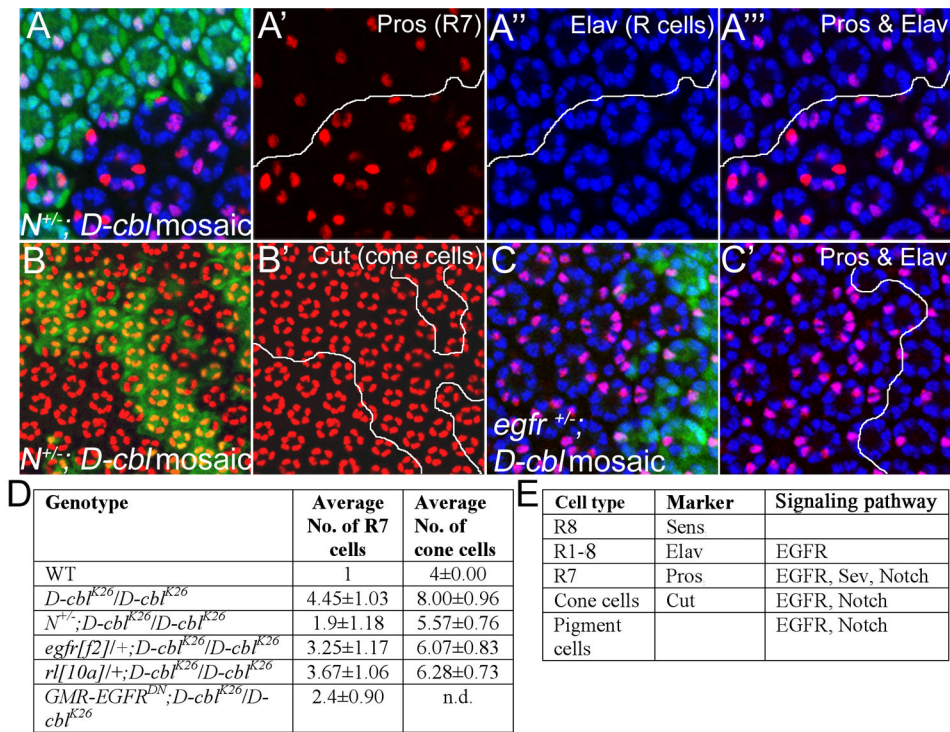 A
A'
Pros (R7)
A''
Elav (R cells)
A'''
Pros & Elav
N+/-; D-cbl mosaic
B
B'
Cut (cone cells)
C
C'
Pros & Elav
N+/-; D-cbl mosaic
egfr +/-;
D-cbl mosaic
D
Genotype
Average No. of R7 cells
Average No. of cone cells
WT
1
4±0.00
D-cblK26/D-cblK26
4.45±1.03
8.00±0.96
N+/-;D-cblK26/D-cblK26
1.9±1.18
5.57±0.76
egfr[f2]/+;D-cblK26/D-cblK26
3.25±1.17
6.07±0.83
rl[10a]/+;D-cblK26/D-cblK26
3.67±1.06
6.28±0.73
GMR-EGFRDN;D-cblK26/D-cblK26
2.4±0.90
n.d.
E
Cell type
Marker
Signaling pathway
R8
Sens
R1-8
Elav
EGFR
R7
Pros
EGFR, Sev, Notch
Cone cells
Cut
EGFR, Notch
Pigment cells
EGFR, Notch